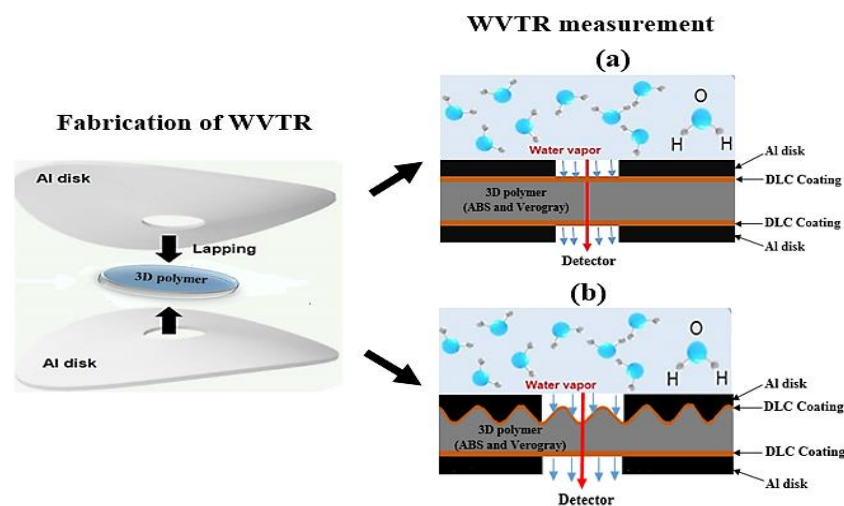 WVTR measurement
(a)
Fabrication of WVTR
Al disk
Lapping
3D polymer
Al disk
O
H H
Water vapor
Al disk
DLC Coating
3D polymer
(ABS and Verogray)
DLC Coating
Al disk
Detector
(b)
O
H H
Water vapor
Al disk
DLC Coating
3D polymer
(ABS and Verogray)
DLC Coating
Al disk
Detector